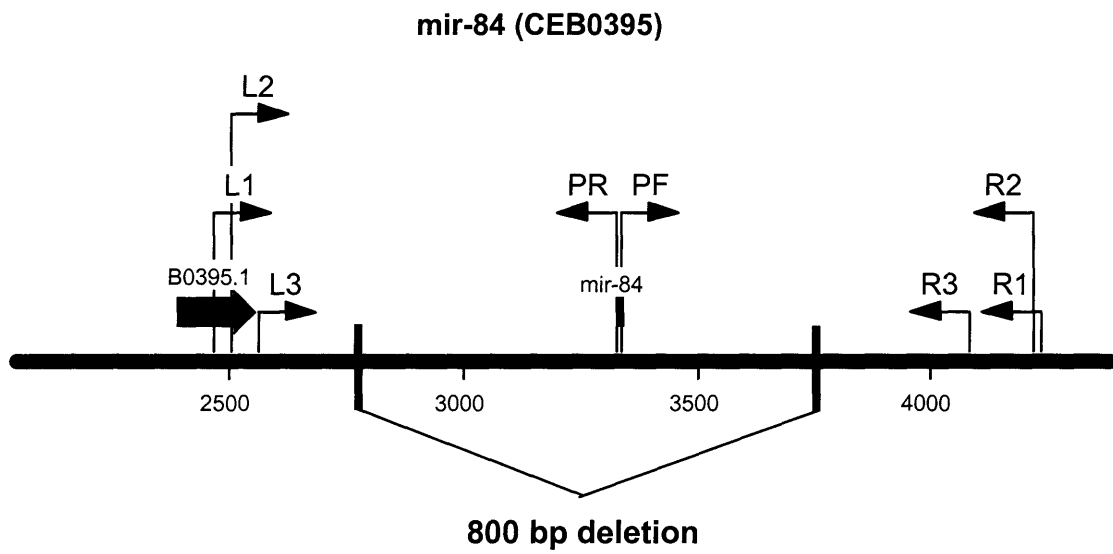 mir-84 (CEB0395)
L2
L1
PR PF
R2
B0395.1
L3
mir-84
R3
R1
2500
3000
3500
4000
800 bp deletion